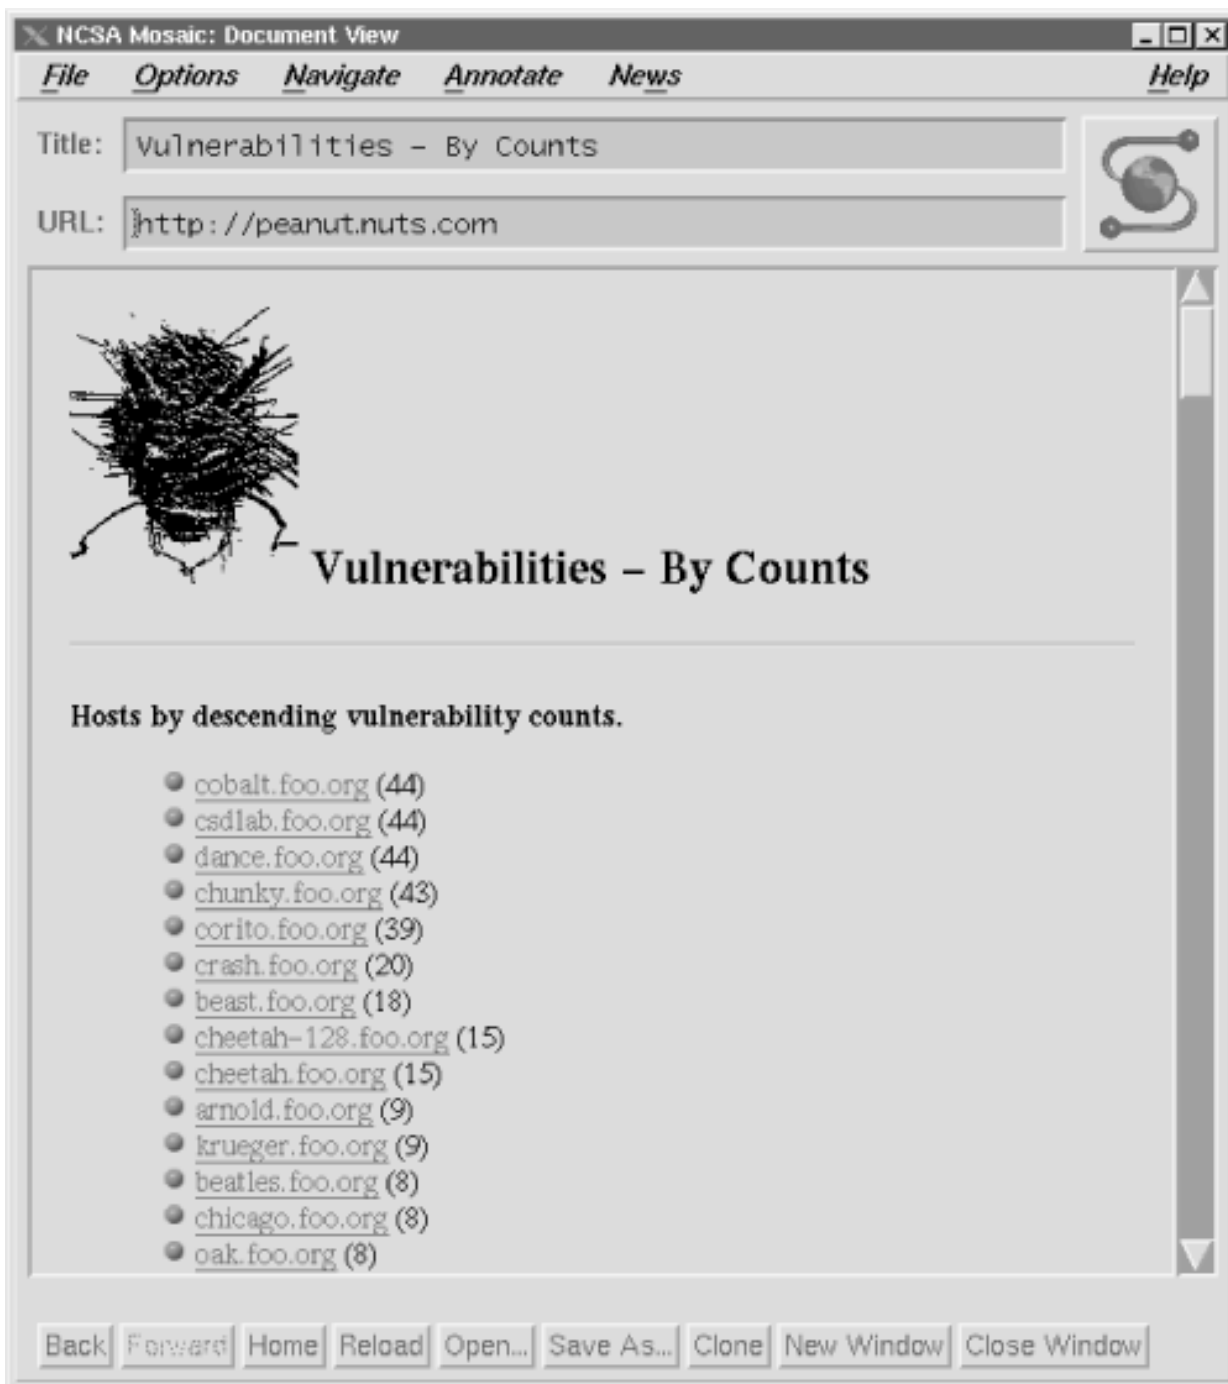 NCSA Mosaic: Document View
File Options Navigate Annotate News Help
Title: Vulnerabilities – By Counts
URL: http://peanut.nuts.com
Vulnerabilities – By Counts
Hosts by descending vulnerability counts.
cobalt.foo.org (44)
csdlab.foo.org (44)
dance.foo.org (44)
chunky.foo.org (43)
corito.foo.org (39)
crash.foo.org (20)
beast.foo.org (18)
cheetah-128.foo.org (15)
cheetah.foo.org (15)
arnold.foo.org (9)
krueger.foo.org (9)
beatles.foo.org (8)
chicago.foo.org (8)
oak.foo.org (8)
Back Forward Home Reload Open... Save As... Clone New Window Close Window